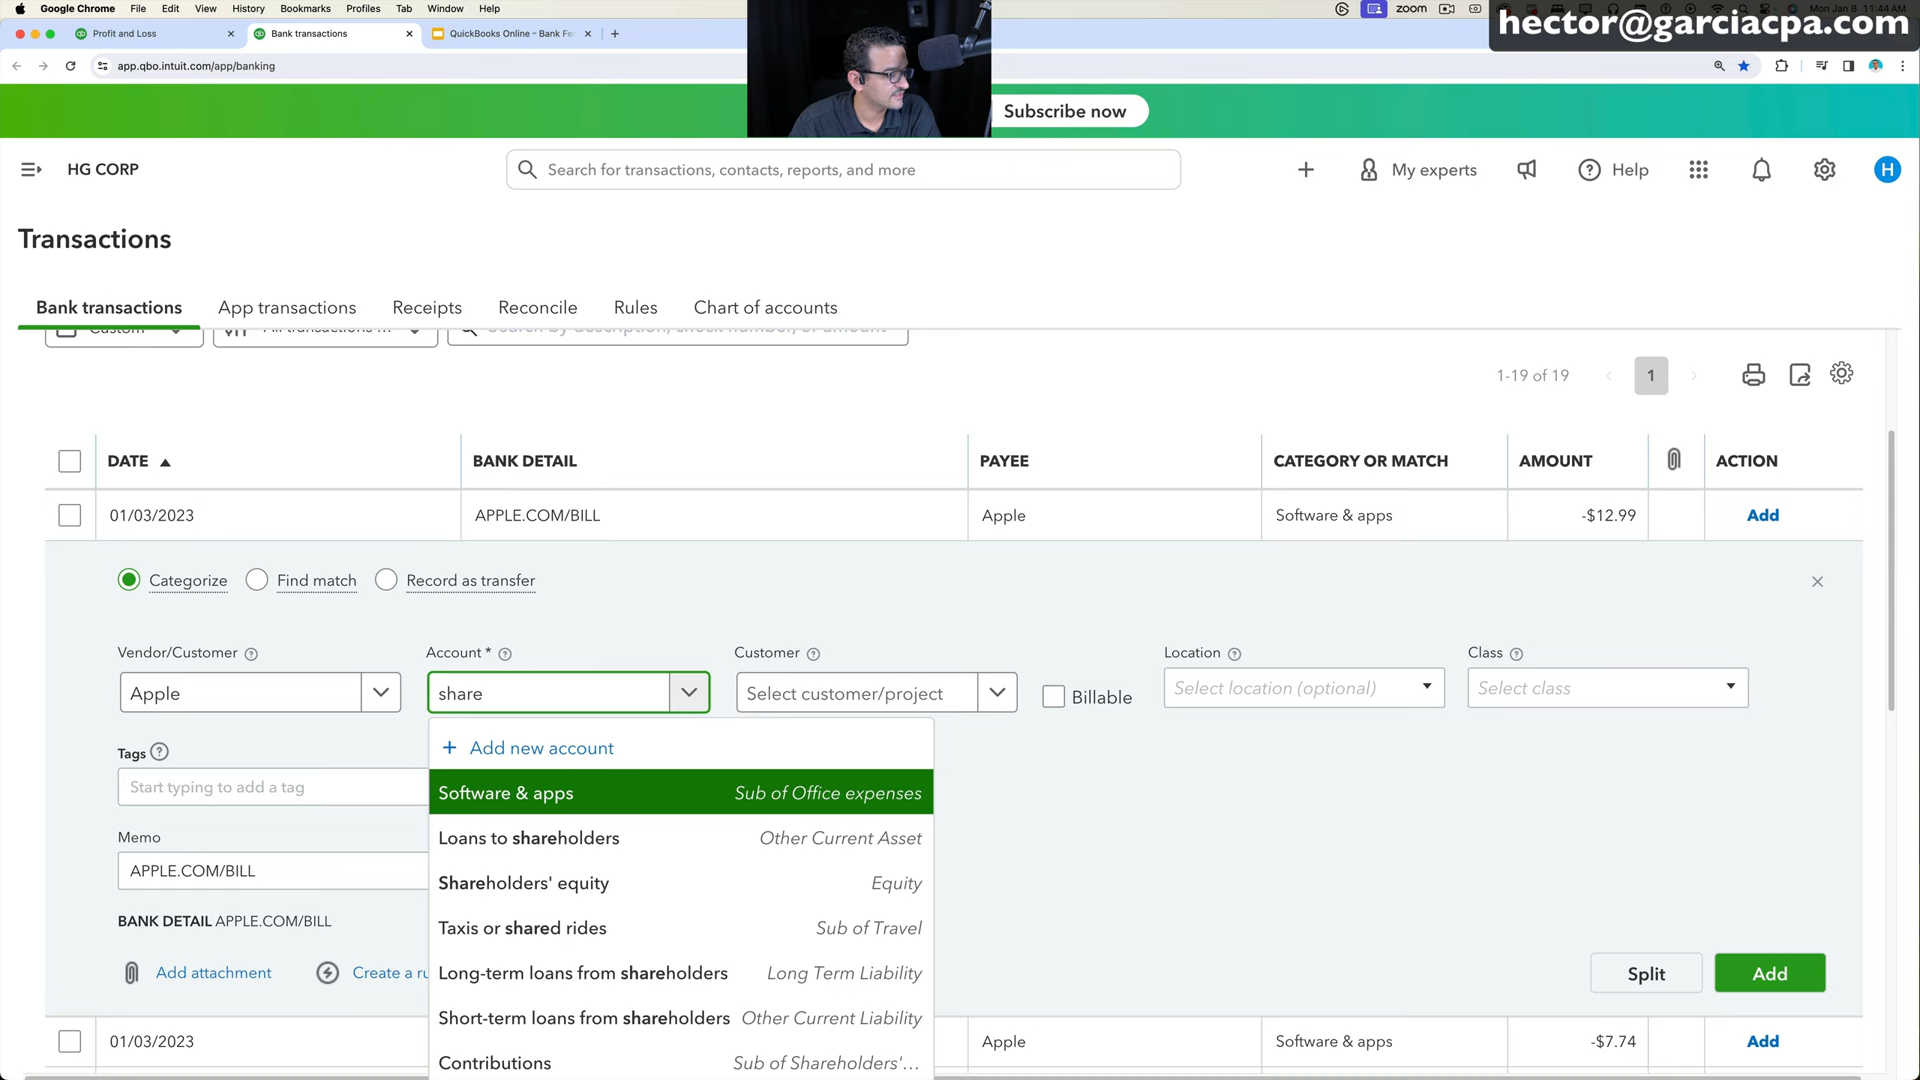 Google Chrome File Edit View History Bookmarks Profiles Tab Window Help zoom Mon Jan 8 11:44 AM
hector@garciacpa.com
Profit and Loss Bank transactions QuickBooks Online - Bank Fe
app.qbo.intuit.com/app/banking
Subscribe now
HG CORP Search for transactions, contacts, reports, and more My experts Help H
Transactions
Bank transactions App transactions Receipts Reconcile Rules Chart of accounts
Custom All transactions ... Search by description, check number, or amount
1-19 of 19 1
DATE BANK DETAIL PAYEE CATEGORY OR MATCH AMOUNT ACTION
01/03/2023 APPLE.COM/BILL Apple Software & apps -$12.99 Add
Categorize Find match Record as transfer
Vendor/Customer Account * Customer Location Class
Apple share Select customer/project Billable Select location (optional) Select class
+ Add new account
Tags
Start typing to add a tag Software & apps Sub of Office expenses
Memo Loans to shareholders Other Current Asset
APPLE.COM/BILL Shareholders' equity Equity
BANK DETAIL APPLE.COM/BILL Taxis or shared rides Sub of Travel
Add attachment Create a ru Long-term loans from shareholders Long Term Liability Split Add
Short-term loans from shareholders Other Current Liability
01/03/2023 Apple Software & apps -$7.74 Add
Contributions Sub of Shareholders'...